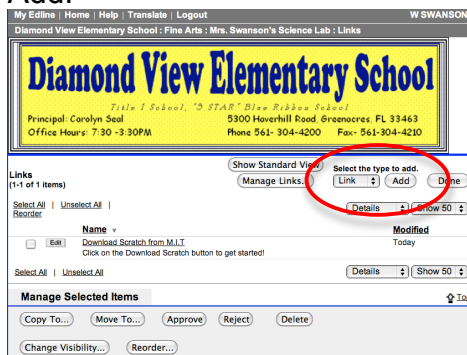 My Edline | Home | Help | Translate | Logout W SWANSON
Diamond View Elementary School : Fine Arts : Mrs. Swanson's Science Lab : Links
Diamond View Elementary School
Title 1 School, "5 STAR" Blue Ribbon School
Principal: Carolyn Seal 5300 Haverhill Road, Greenacres, FL 33463
Office Hours: 7:30 -3:30PM Phone 561- 304-4200 Fax- 561-304-4210
Links
(1-1 of 1 items)
Show Standard View
Select the type to add.
Manage Links... Link Add Done
Select All | Unselect All |
Reorder
Details Show 50
Name Modified
Edit Download Scratch from M.I.T Today
Click on the Download Scratch button to get started!
Select All | Unselect All Details Show 50
Manage Selected Items
Copy To... Move To... Approve Reject Delete
Change Visibility... Reorder...